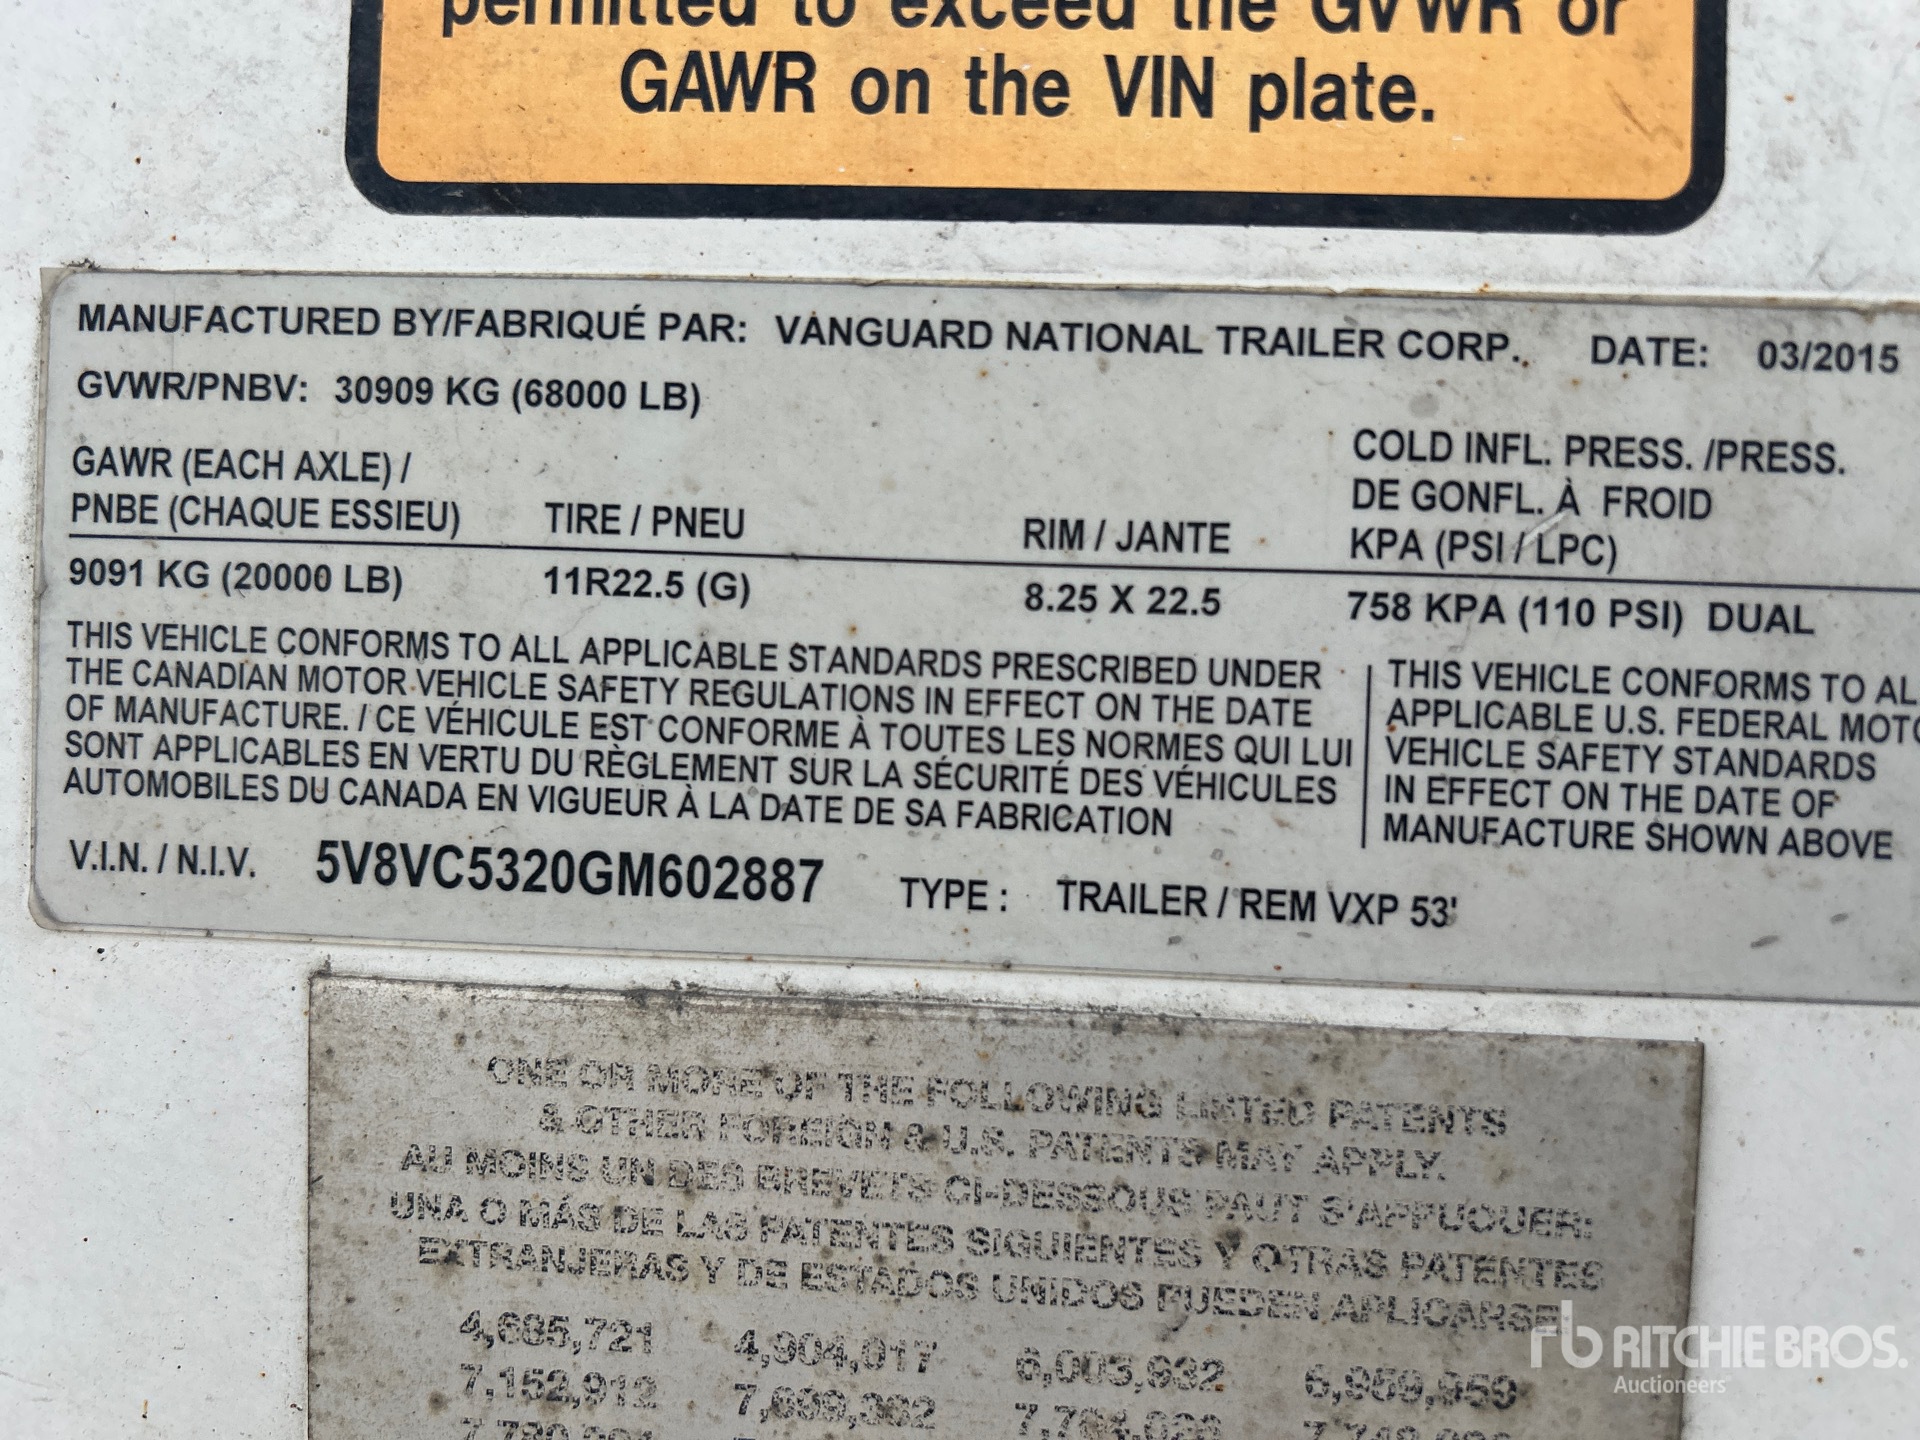 permitted to exceed the GVWR or
GAWR on the VIN plate.
MANUFACTURED BY/FABRIQUÉ PAR: VANGUARD NATIONAL TRAILER CORP. DATE: 03/2015
GVWR/PNBV: 30909 KG (68000 LB)
GAWR (EACH AXLE) /
PNBE (CHAQUE ESSIEU) TIRE / PNEU RIM / JANTE
COLD INFL. PRESS. /PRESS.
DE GONFL. À FROID
KPA (PSI / LPC)
9091 KG (20000 LB) 11R22.5 (G) 8.25 X 22.5 758 KPA (110 PSI) DUAL
THIS VEHICLE CONFORMS TO ALL APPLICABLE STANDARDS PRESCRIBED UNDER
THE CANADIAN MOTOR VEHICLE SAFETY REGULATIONS IN EFFECT ON THE DATE
OF MANUFACTURE. / CE VÉHICULE EST CONFORME À TOUTES LES NORMES QUI LUI
SONT APPLICABLES EN VERTU DU RÈGLEMENT SUR LA SÉCURITÉ DES VÉHICULES
AUTOMOBILES DU CANADA EN VIGUEUR À LA DATE DE SA FABRICATION
THIS VEHICLE CONFORMS TO AL
APPLICABLE U.S. FEDERAL MOTO
VEHICLE SAFETY STANDARDS
IN EFFECT ON THE DATE OF
MANUFACTURE SHOWN ABOVE
V.I.N. / N.I.V. 5V8VC5320GM602887 TYPE : TRAILER / REM VXP 53'
ONE OR MORE OF THE FOLLOWING LISTED PATENTS
& OTHER FOREIGN & U.S. PATENTS MAY APPLY.
AU MOINS UN DES BREVETS CI-DESSOUS PAUT S'APPUQUER:
UNA O MÁS DE LAS PATENTES SIGUIENTES Y OTRAS PATENTES
EXTRANJERAS Y DE ESTADOS UNIDOS PUEDEN APLICARSE:
4,685,721 4,904,017 6,003,932 6,959,959
7,152,912 7,699,382
RITCHIE BROS.
Auctioneers